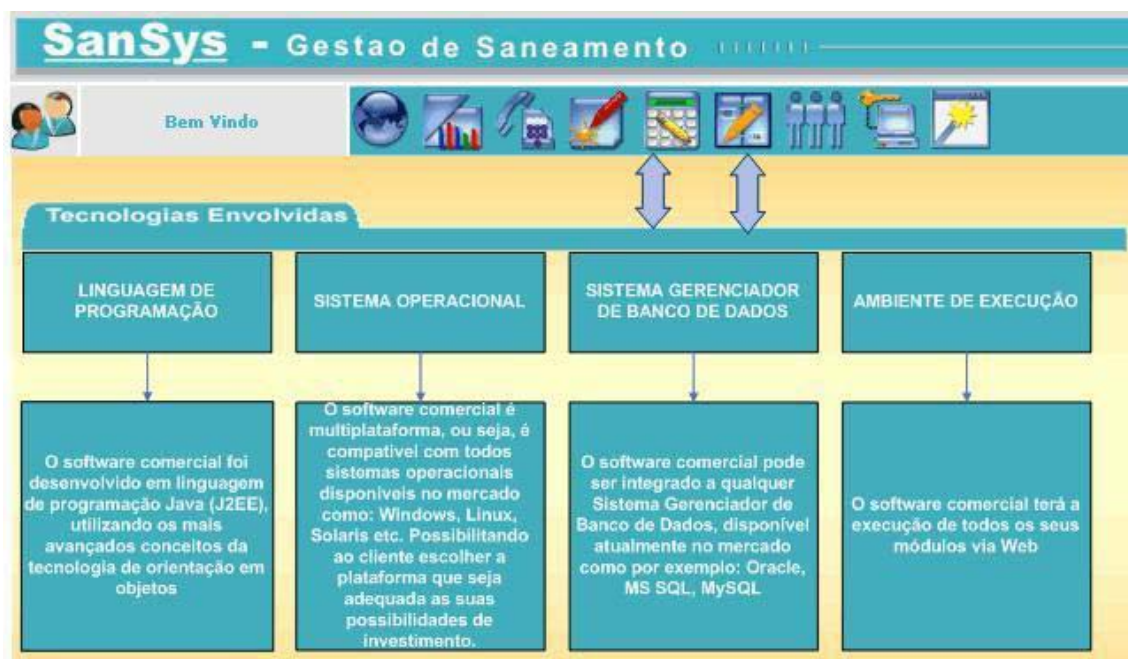 SanSys - Gestao de Saneamento
Bem Vindo
Tecnologias Envolvidas
LINGUAGEM DE
PROGRAMAÇÃO
SISTEMA OPERACIONAL
SISTEMA GERENCIADOR
DE BANCO DE DADOS
AMBIENTE DE EXECUÇÃO
O software comercial foi
desenvolvido em linguagem
de programação Java (J2EE),
utilizando os mais
avançados conceitos da
tecnologia de orientação em
objetos
O software comercial é
multiplataforma, ou seja, é
compativel com todos
sistemas operacionais
disponíveis no mercado
como: Windows, Linux,
Solaris etc. Possibilitando
ao cliente escolher a
plataforma que seja
adequada as suas
possibilidades de
investimento.
O software comercial pode
ser integrado a qualquer
Sistema Gerenciador de
Banco de Dados, disponível
atualmente no mercado
como por exemplo: Oracle,
MS SQL, MySQL
O software comercial terá a
execução de todos os seus
módulos via Web